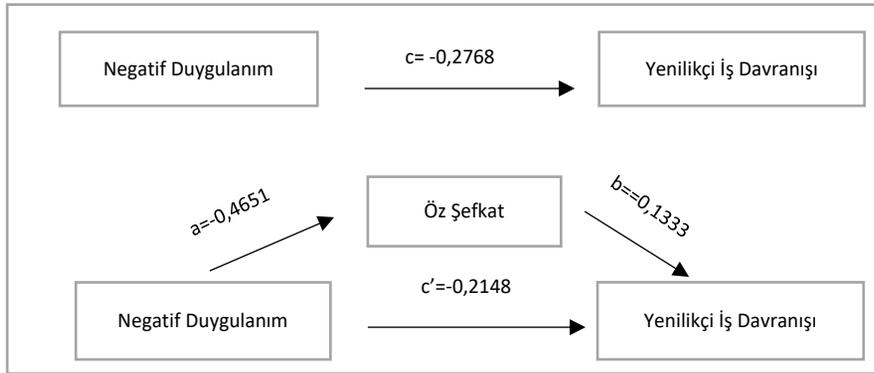 c= -0,2768
Negatif Duygulanım
Yenilikçi İş Davranışı
a=-0,4651
Öz Şefkat
b==0,1333
c’=-0,2148
Negatif Duygulanım
Yenilikçi İş Davranışı